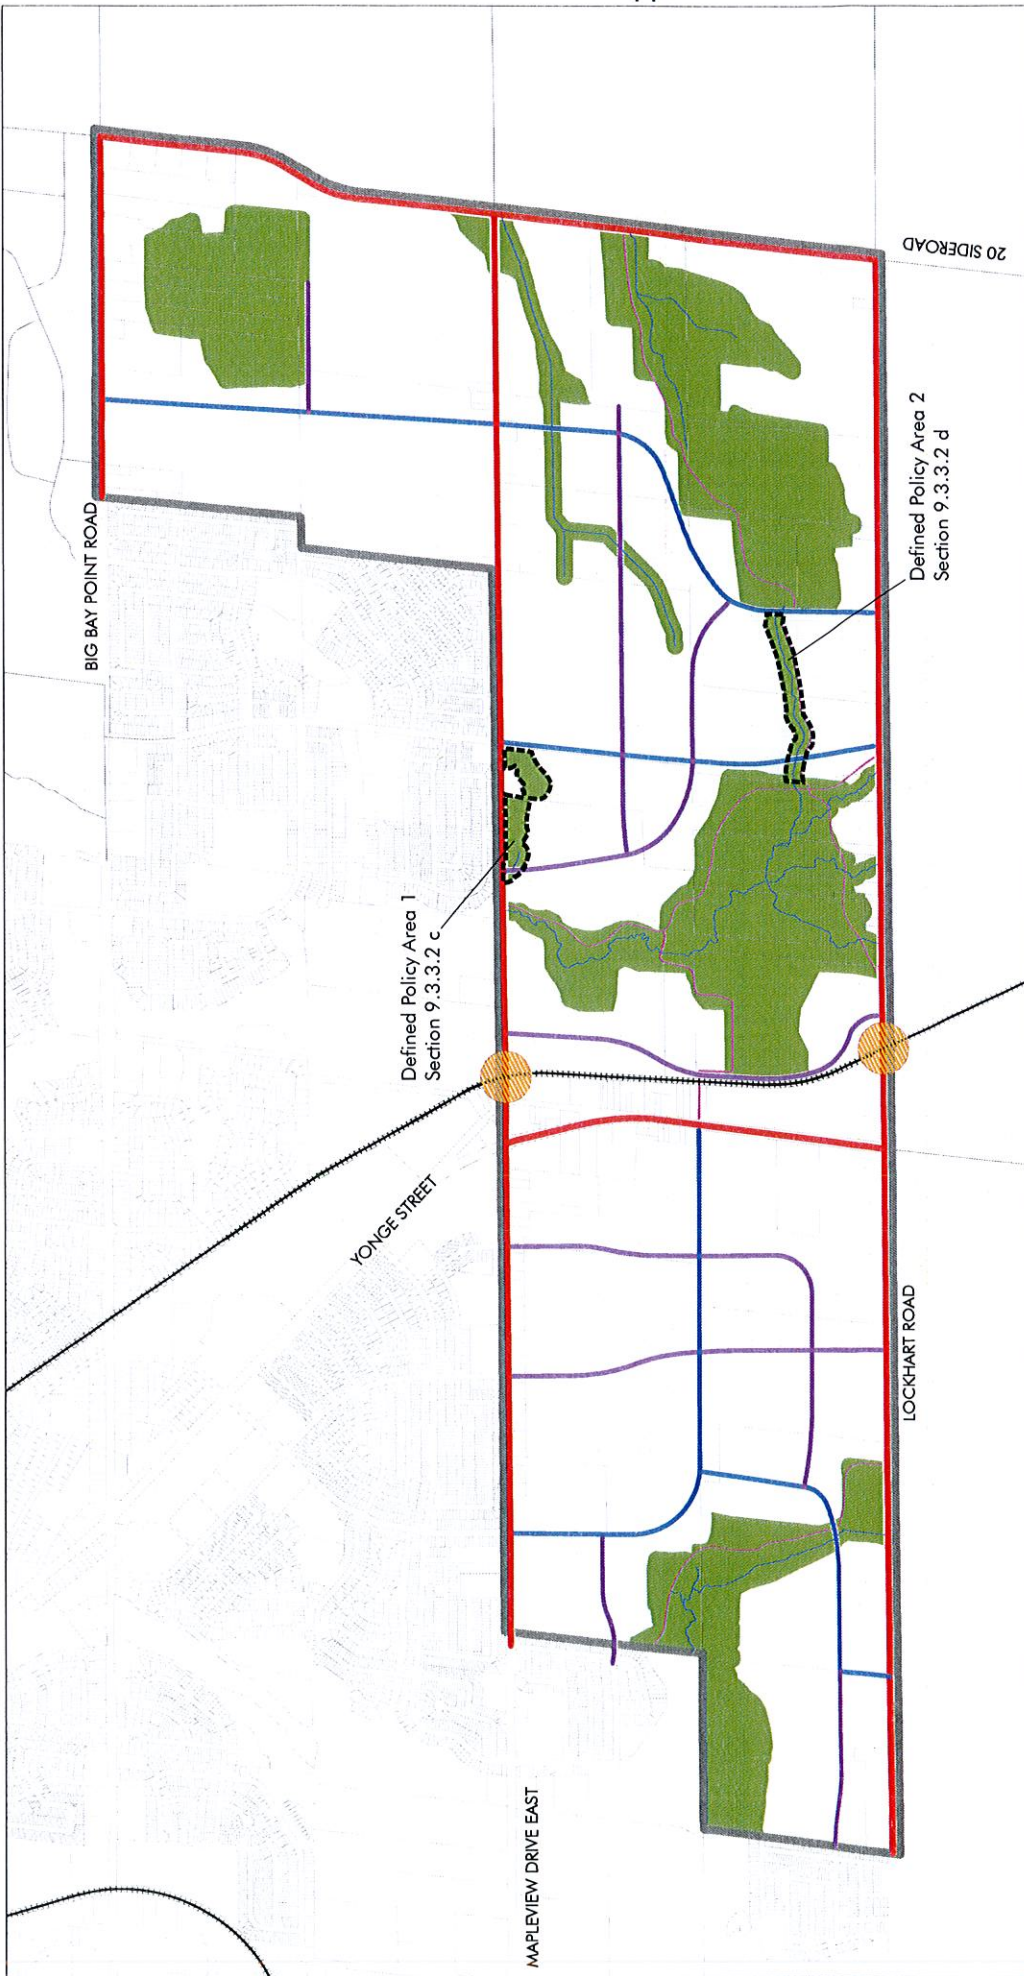 20 SIDEROAD
BIG BAY POINT ROAD
Defined Policy Area 2
Section 9.3.3.2 d
Defined Policy Area 1
Section 9.3.3.2 c
YONGE STREET
LOCKHART ROAD
MAPLEVIEW DRIVE EAST